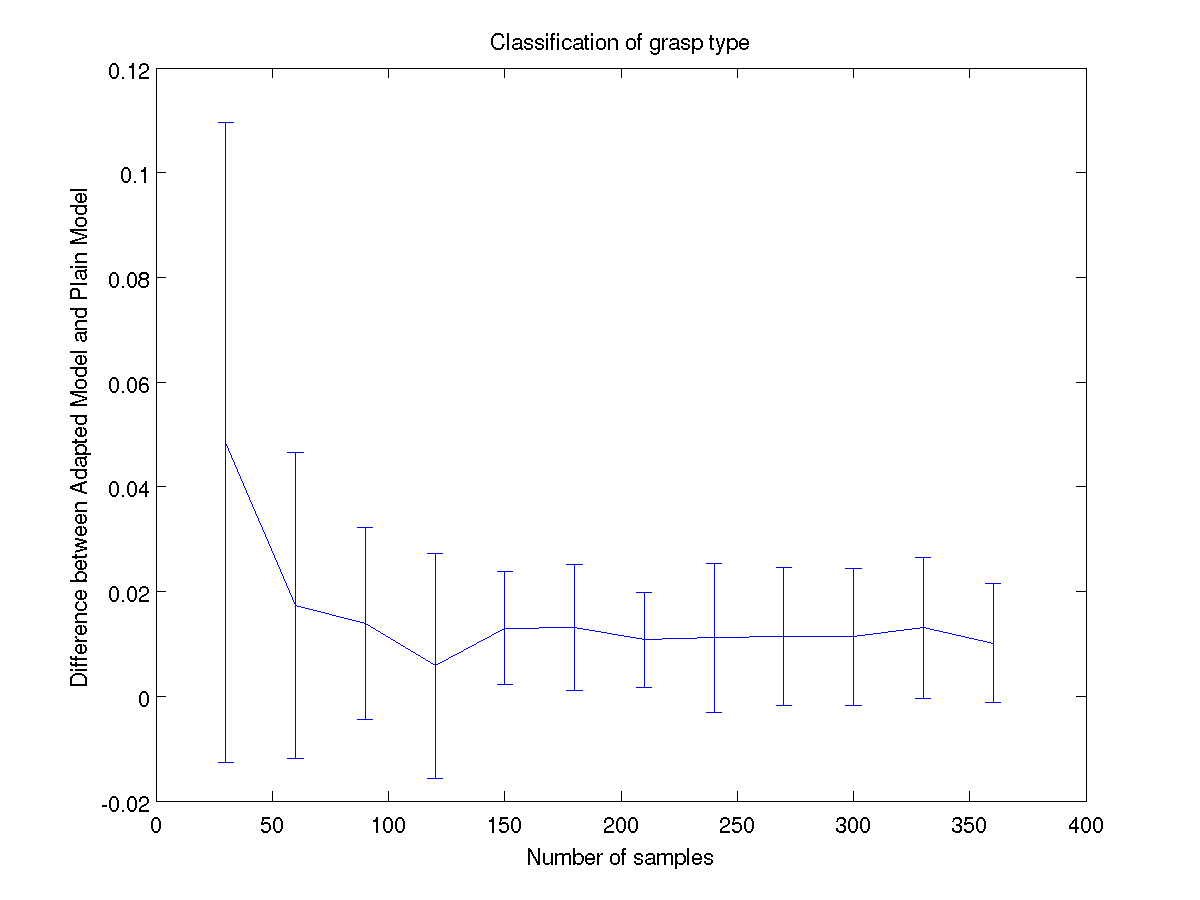 Classification of grasp type
Difference between Adapted Model and Plain Model
0.12
0.1
0.08
0.06
0.04
0.02
0
-0.02
0 50 100 150 200 250 300 350 400
Number of samples